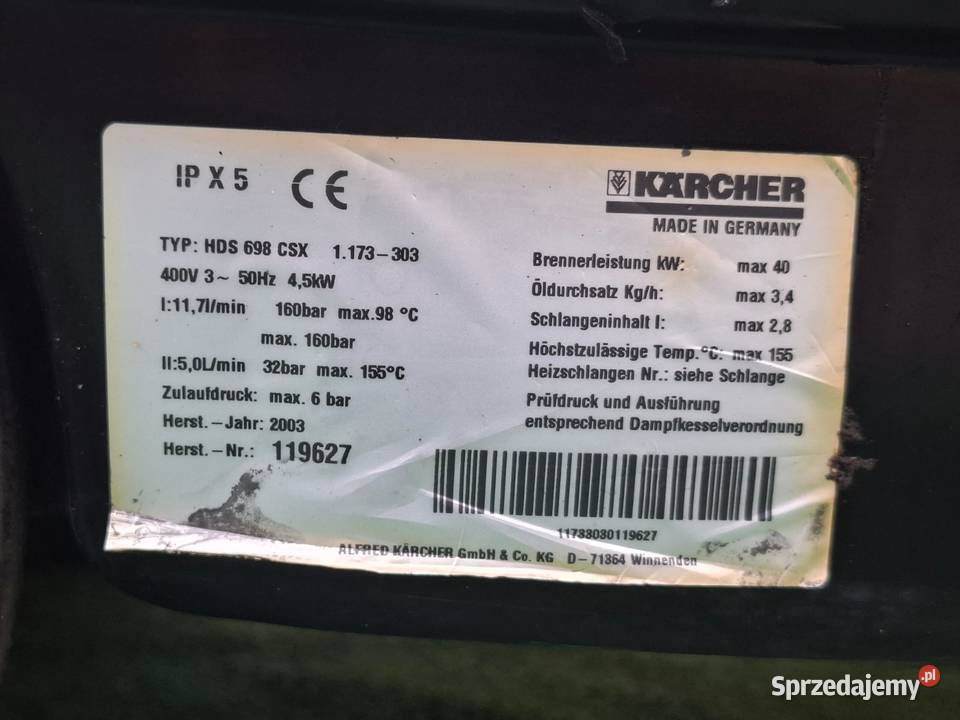 IP X 5 CE
KÄRCHER
MADE IN GERMANY
TYP: HDS 698 CSX 1.173-303
400V 3~ 50Hz 4,5kW
I:11,7l/min 160bar max.98 °C
max. 160bar
II:5,0L/min 32bar max. 155°C
Zulaufdruck: max. 6 bar
Herst.-Jahr: 2003
Herst.-Nr.: 119627
Brennerleistung kW: max 40
Öldurchsatz Kg/h: max 3,4
Schlangeninhalt l: max 2,8
Höchstzulässige Temp.°C: max 155
Heizschlangen Nr.: siehe Schlange
Prüfdruck und Ausführung
entsprechend Dampfkesselverordnung
11733030119627
ALFRED KÄRCHER GmbH & Co. KG D-71364 Winnenden
Sprzedajemy.pl